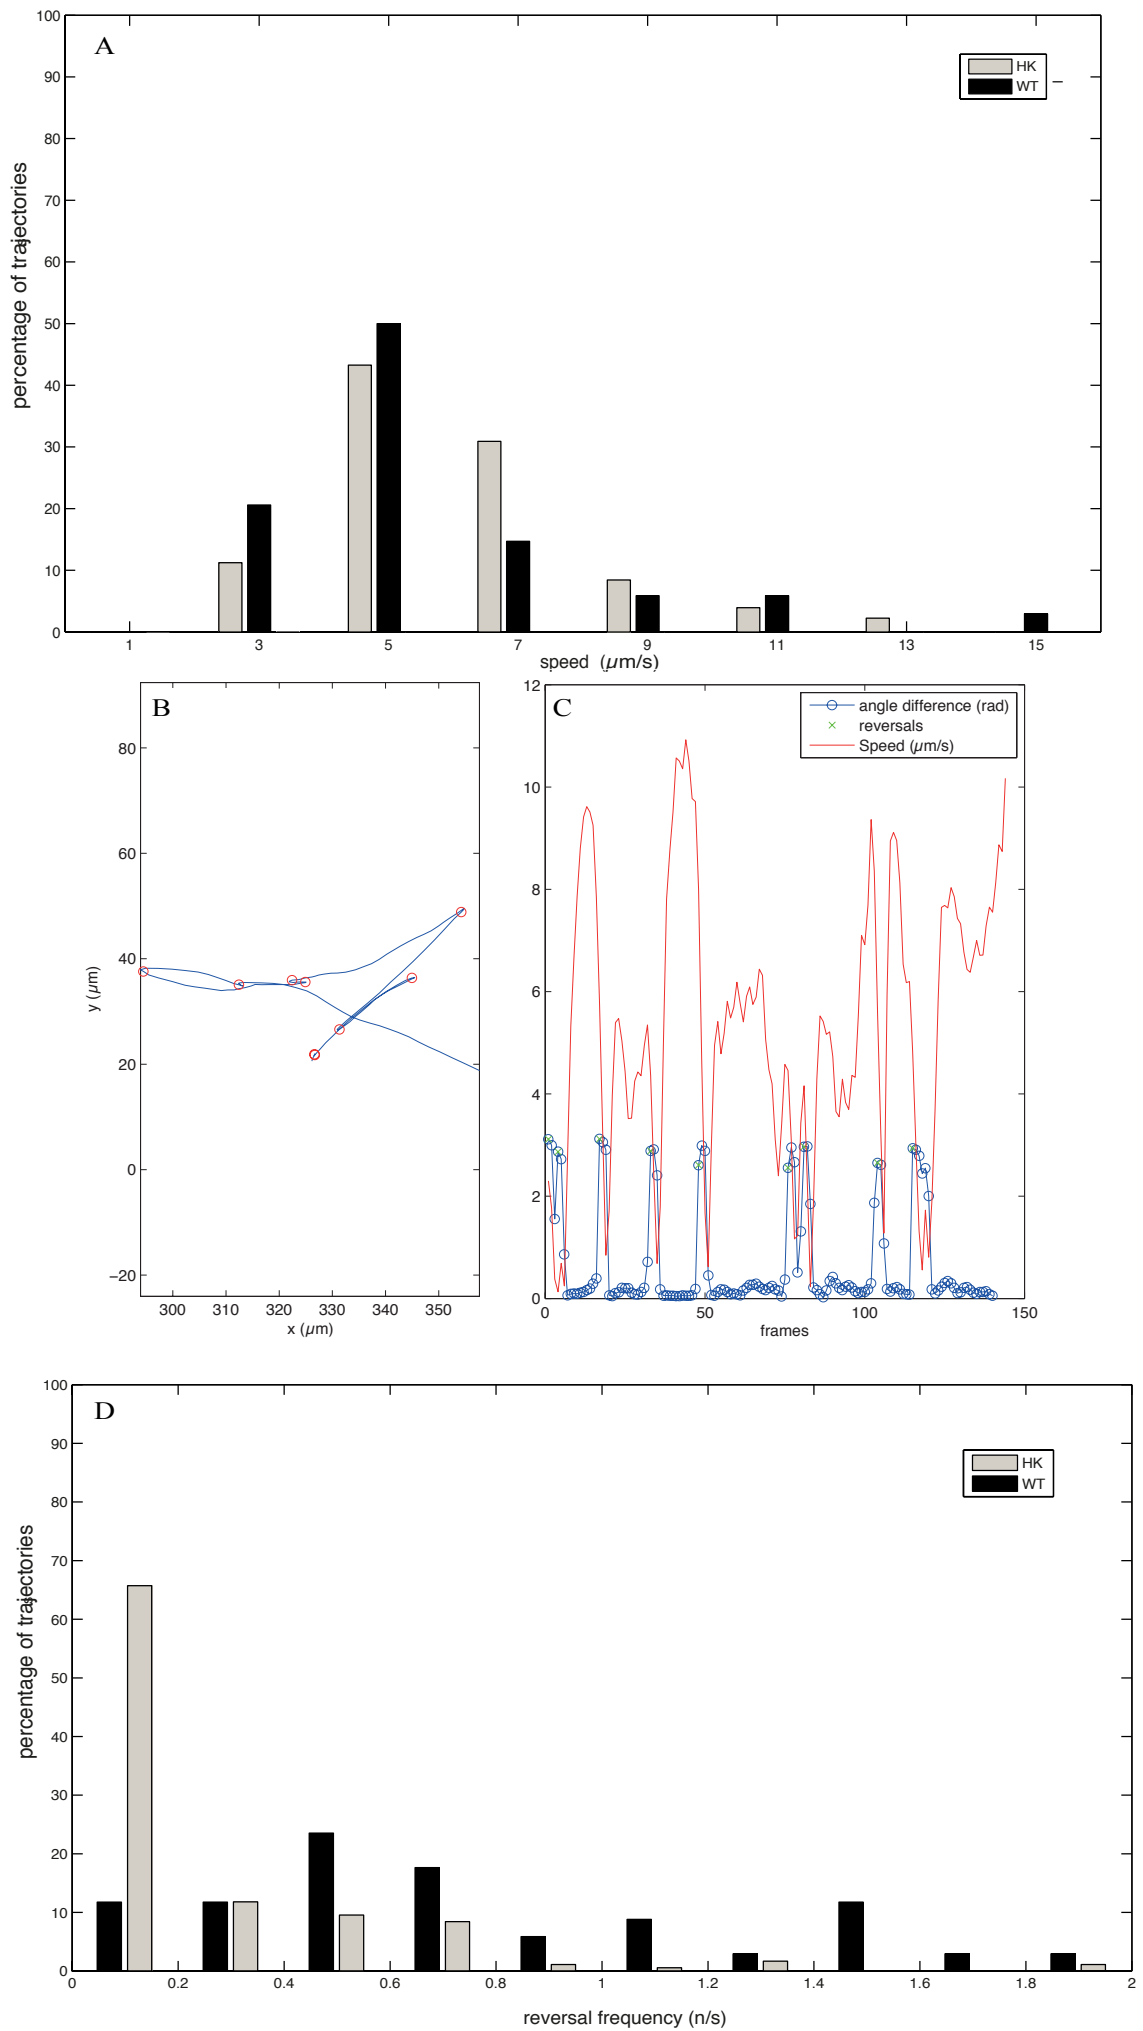 100
A
90
80
70
60
50
40
30
20
10
0
percentage of trajectories
HK
WT
1 3 5 7 9 11 13 15
speed (µm/s)
B
80
60
40
20
0
−20
y (µm)
300 310 320 330 340 350
x (µm)
12
10
8
6
4
2
0
C
angle difference (rad)
reversals
Speed (µm/s)
0 50 100 150
frames
100
D
90
80
70
60
50
40
30
20
10
0
percentage of trajectories
HK
WT
0 0.2 0.4 0.6 0.8 1 1.2 1.4 1.6 1.8 2
reversal frequency (n/s)